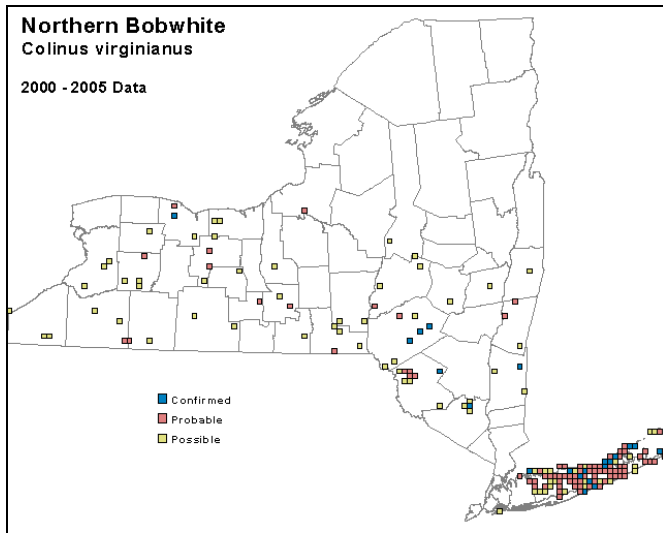 Northern Bobwhite
Colinus virginianus
2000 - 2005 Data
Confirmed
Probable
Possible